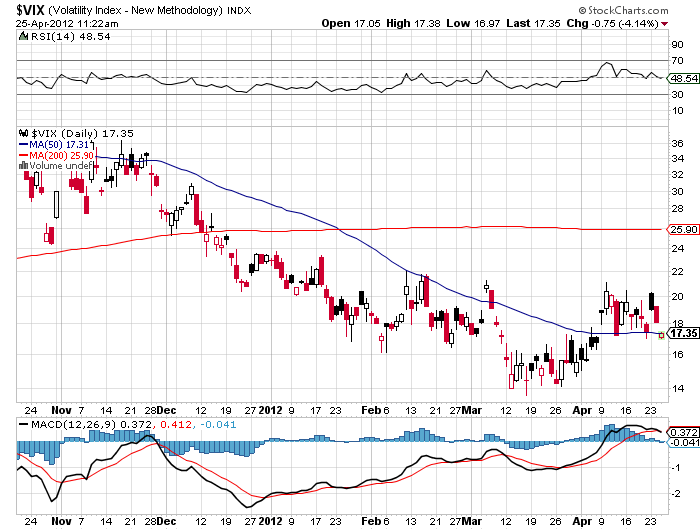 $VIX (Volatility Index - New Methodology) INDX
© StockCharts.com
25-Apr-2012 11:22am
Open 17.05 High 17.38 Low 16.97 Last 17.35 Chg -0.75 (-4.14%)
RSI(14) 48.54
90
70
48.54
30
10
$VIX (Daily) 17.35
MA(50) 17.31
MA(200) 25.90
Volume undef
36
34
32
30
28
25.90
24
22
20
18
17.35
16
14
24 Nov 7 14 21 28 Dec 12 19 2012 9 17 23 Feb 6 13 21 27 Mar 12 19 26 Apr 9 16 23
MACD(12,26,9) 0.372, 0.412, -0.041
0.372
-0.041
-1
-2
24 Nov 7 14 21 28 Dec 12 19 2012 9 17 23 Feb 6 13 21 27 Mar 12 19 26 Apr 9 16 23